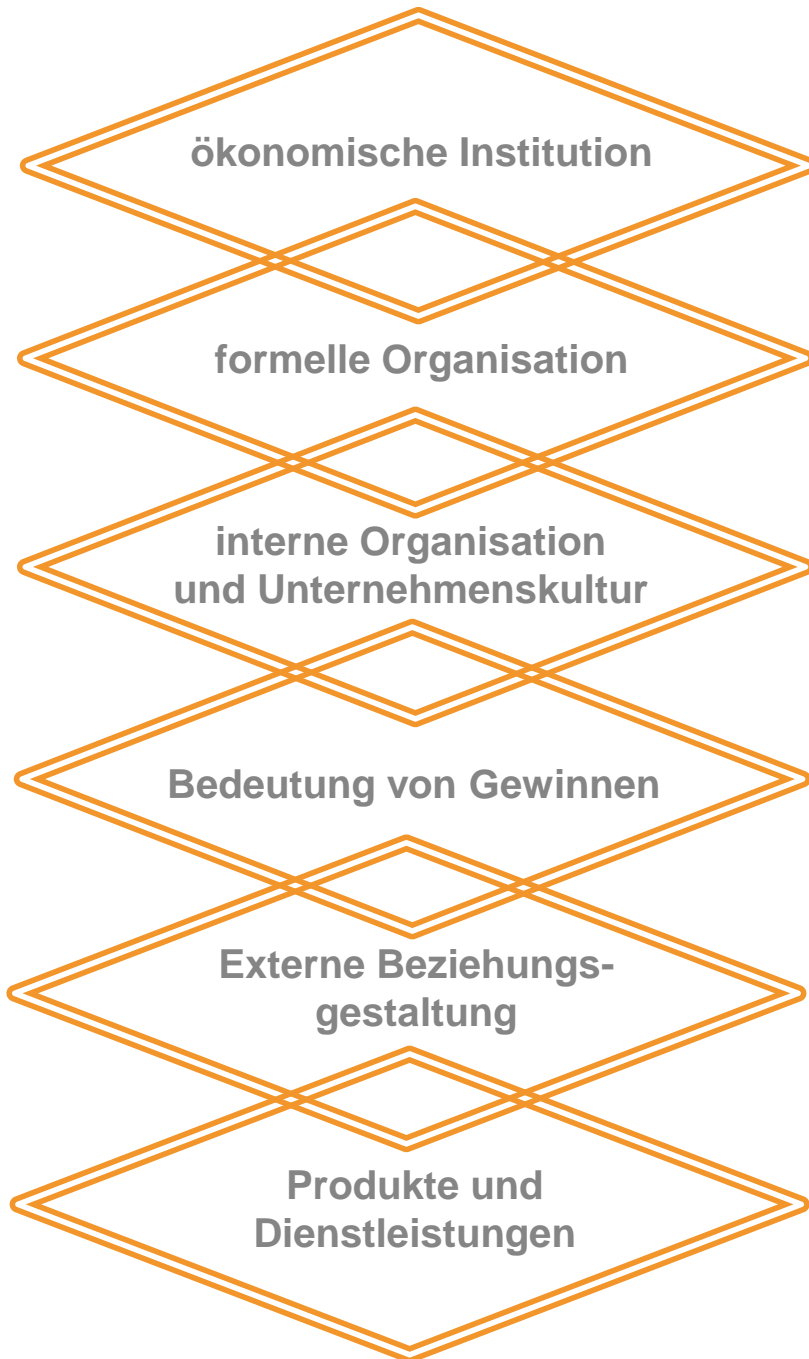 ökonomische Institution
formelle Organisation
interne Organisation
und Unternehmenskultur
Bedeutung von Gewinnen
Externe Beziehungs-
gestaltung
Produkte und
Dienstleistungen